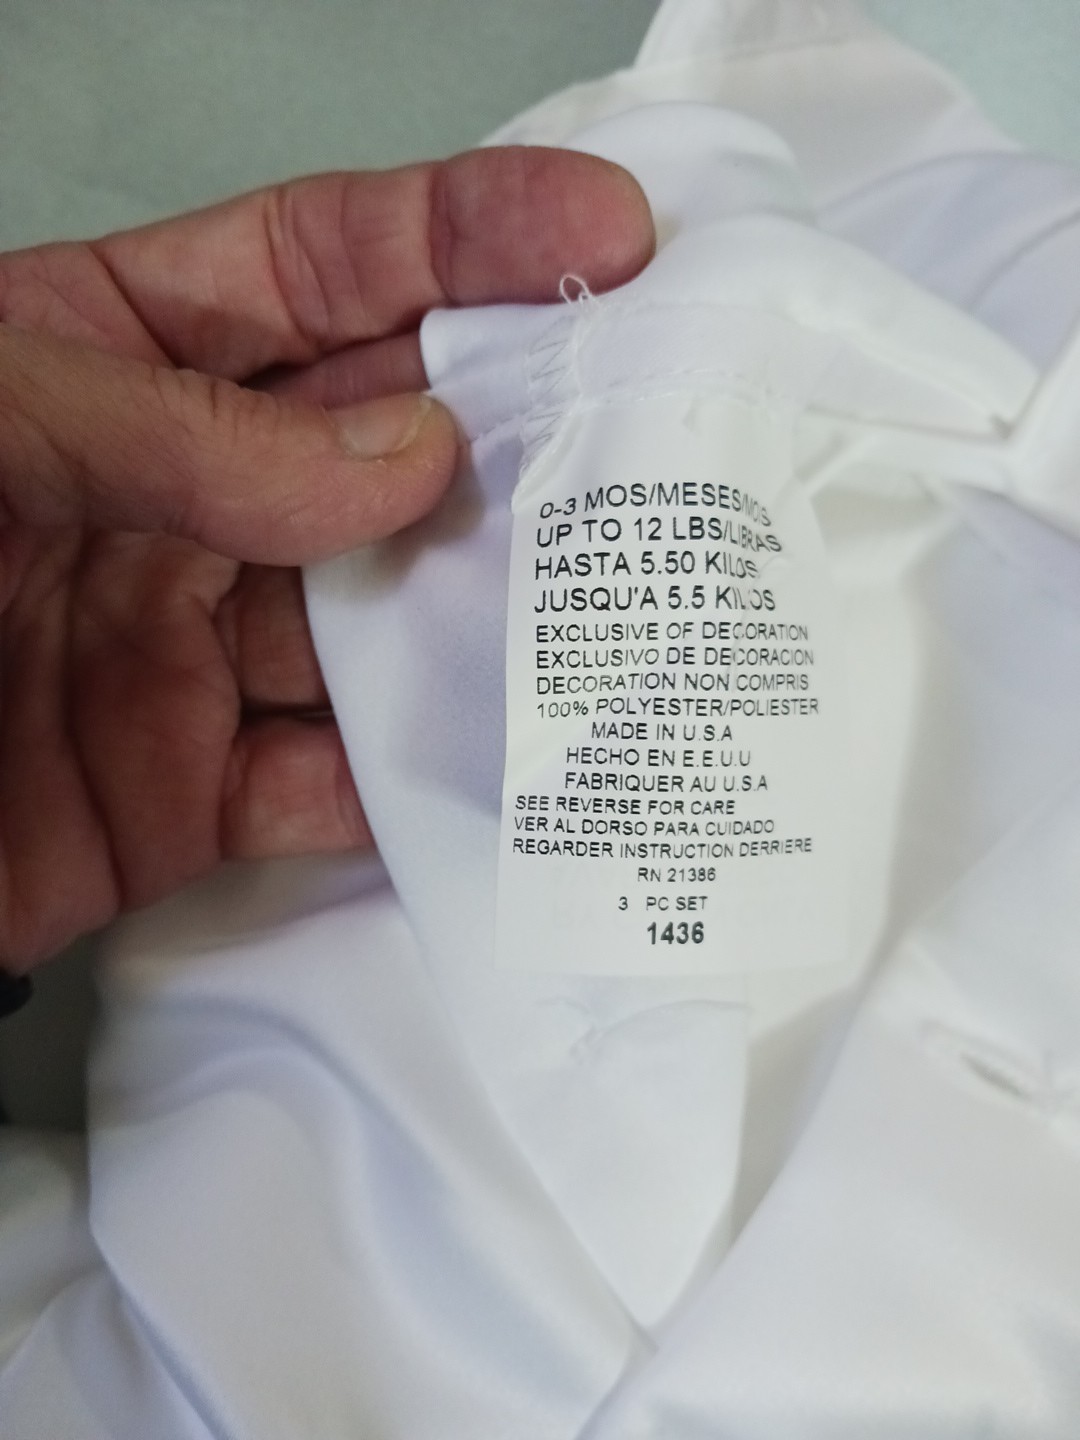 0-3 MOS/MESES/MOS
UP TO 12 LBS/LIBRAS
HASTA 5.50 KILOS
JUSQU'A 5.5 KILOS
EXCLUSIVE OF DECORATION
EXCLUSIVO DE DECORACION
DECORATION NON COMPRIS
100% POLYESTER/POLIESTER
MADE IN U.S.A
HECHO EN E.E.U.U
FABRIQUER AU U.S.A
SEE REVERSE FOR CARE
VER AL DORSO PARA CUIDADO
REGARDER INSTRUCTION DERRIERE
RN 21386
3 PC SET
1436